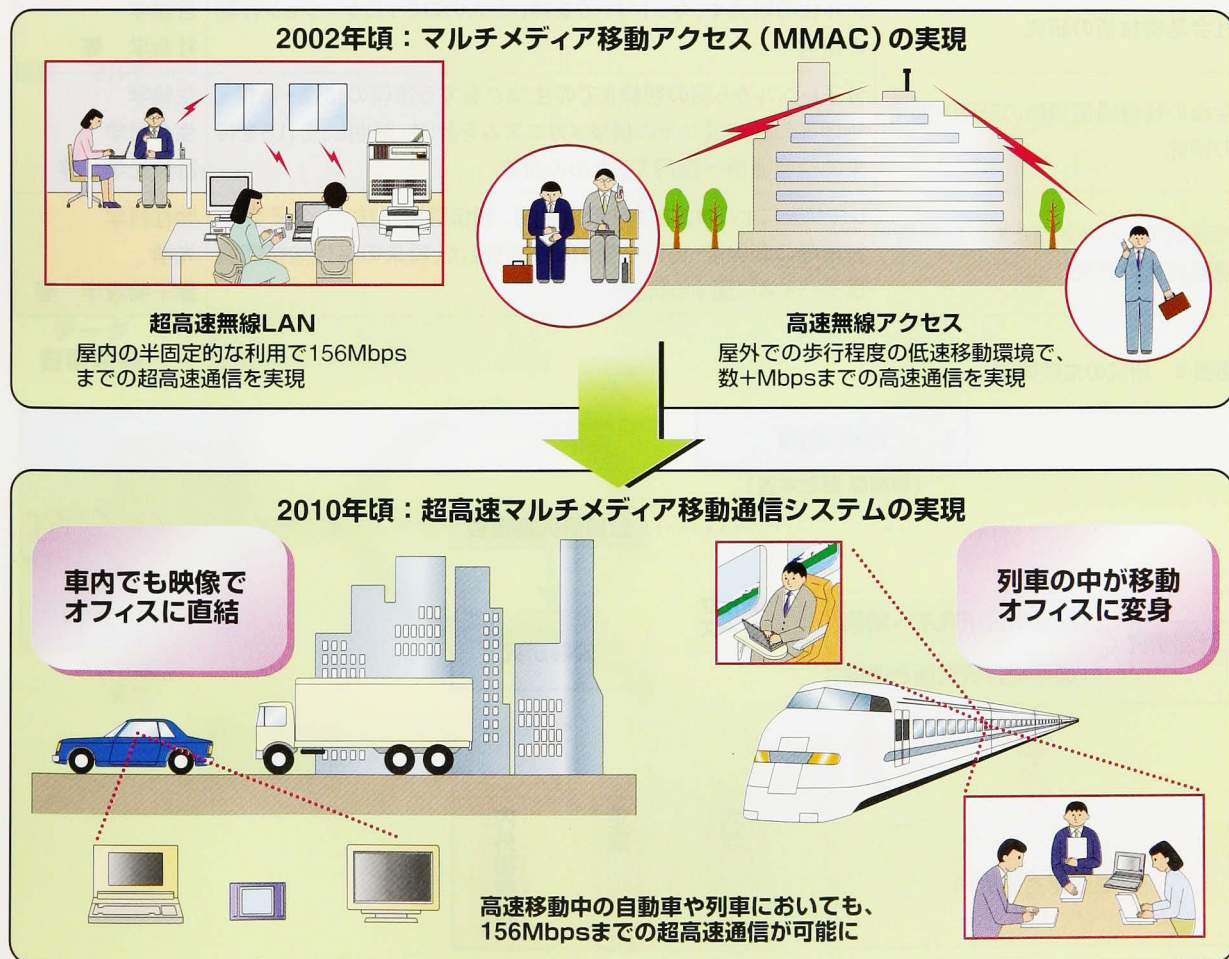 2002年頃：マルチメディア移動アクセス（MMAC）の実現
超高速無線LAN
屋内の半固定的な利用で156Mbps
までの超高速通信を実現
高速無線アクセス
屋外での歩行程度の低速移動環境で、
数+Mbpsまでの高速通信を実現
2010年頃：超高速マルチメディア移動通信システムの実現
車内でも映像で
オフィスに直結
列車の中が移動
オフィスに変身
高速移動中の自動車や列車においても、
156Mbpsまでの超高速通信が可能に